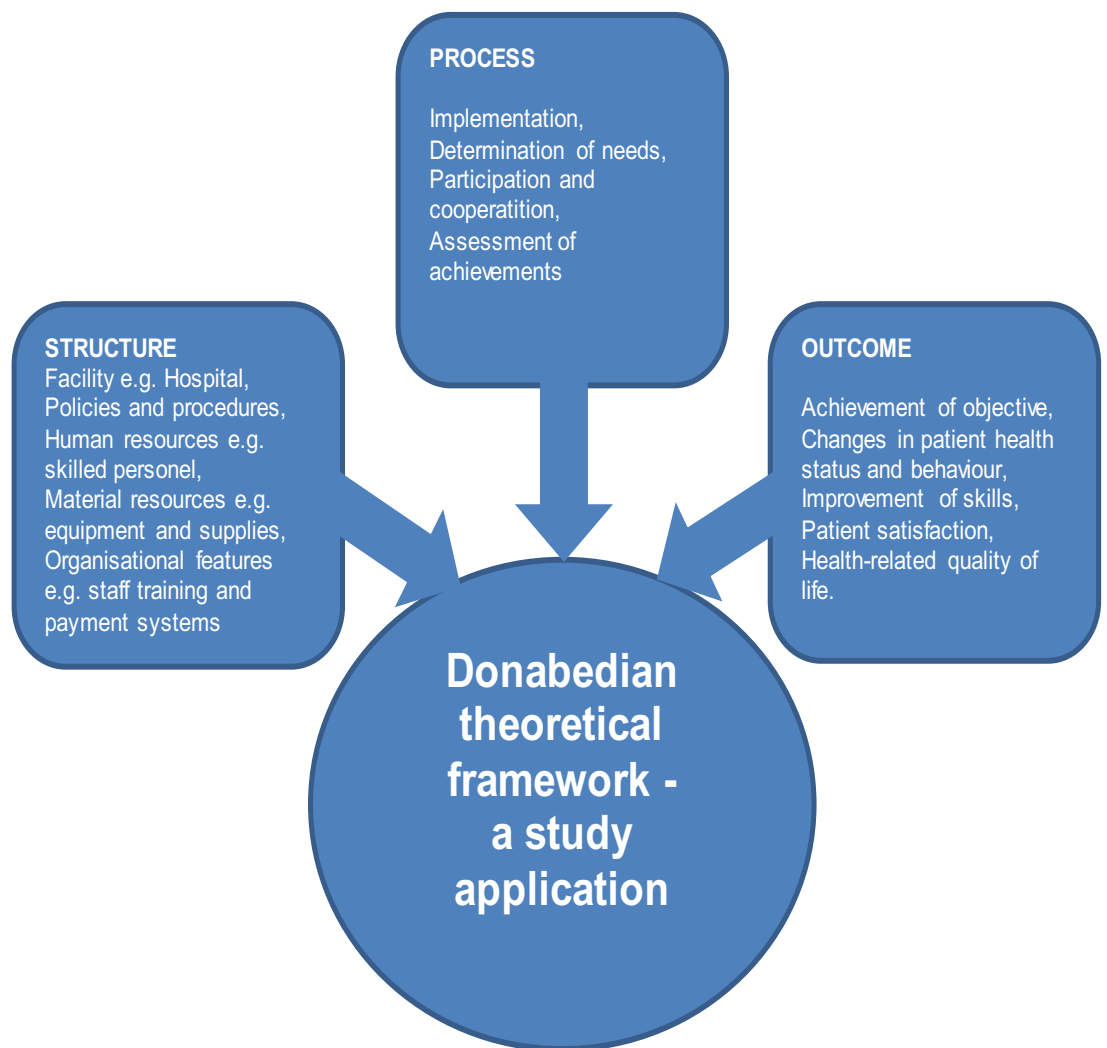 PROCESS
Implementation,
Determination of needs,
Participation and
cooperatition,
Assessment of
achievements
STRUCTURE
Facility e.g. Hospital,
Policies and procedures,
Human resources e.g.
skilled personel,
Material resources e.g.
equipment and supplies,
Organisational features
e.g. staff training and
payment systems
OUTCOME
Achievement of objective,
Changes in patient health
status and behaviour,
Improvement of skills,
Patient satisfaction,
Health-related quality of
life.
Donabedian
theoretical
framework -
a study
application